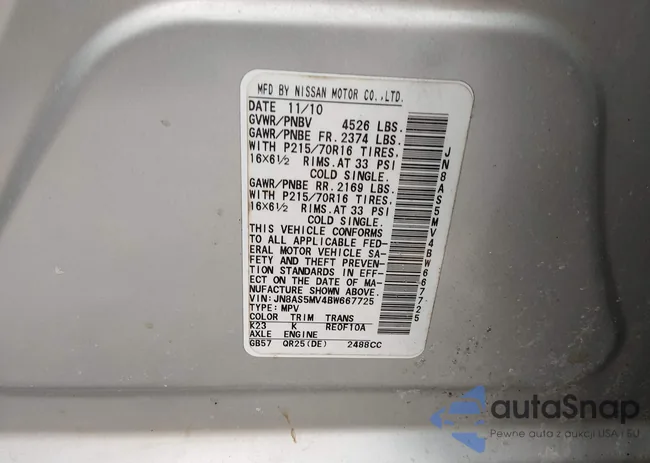 MFD BY NISSAN MOTOR CO.,LTD.
DATE 11/10
GVWR/PNBV 4526 LBS.
GAWR/PNBE FR. 2374 LBS.
WITH P215/70R16 TIRES.
16X6½ RIMS. AT 33 PSI
COLD SINGLE.
GAWR/PNBE RR. 2169 LBS.
WITH P215/70R16 TIRES.
16X6½ RIMS. AT 33 PSI
COLD SINGLE.
THIS VEHICLE CONFORMS
TO ALL APPLICABLE FED-
ERAL MOTOR VEHICLE SA-
FETY AND THEFT PREVEN-
TION STANDARDS IN EFF-
ECT ON THE DATE OF MA-
NUFACTURE SHOWN ABOVE.
VIN: JN8AS5MV4BW667725
TYPE: MPV
COLOR TRIM TRANS
K23 K RE0F10A
AXLE ENGINE
GB57 QR25(DE) 2488CC
JN8AS5MV4BW667725
autoSnap
Pewne auta z aukcji USA i EU